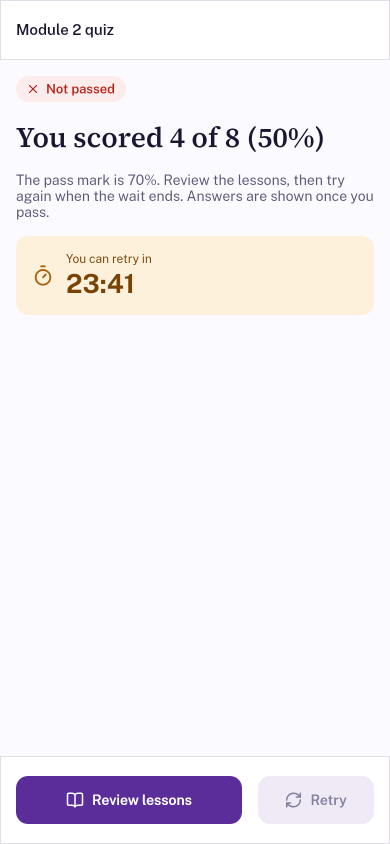 Module 2 quiz
Not passed
You scored 4 of 8 (50%)
The pass mark is 70%. Review the lessons, then try
again when the wait ends. Answers are shown once you
pass.
You can retry in
23:41
Review lessons
Retry